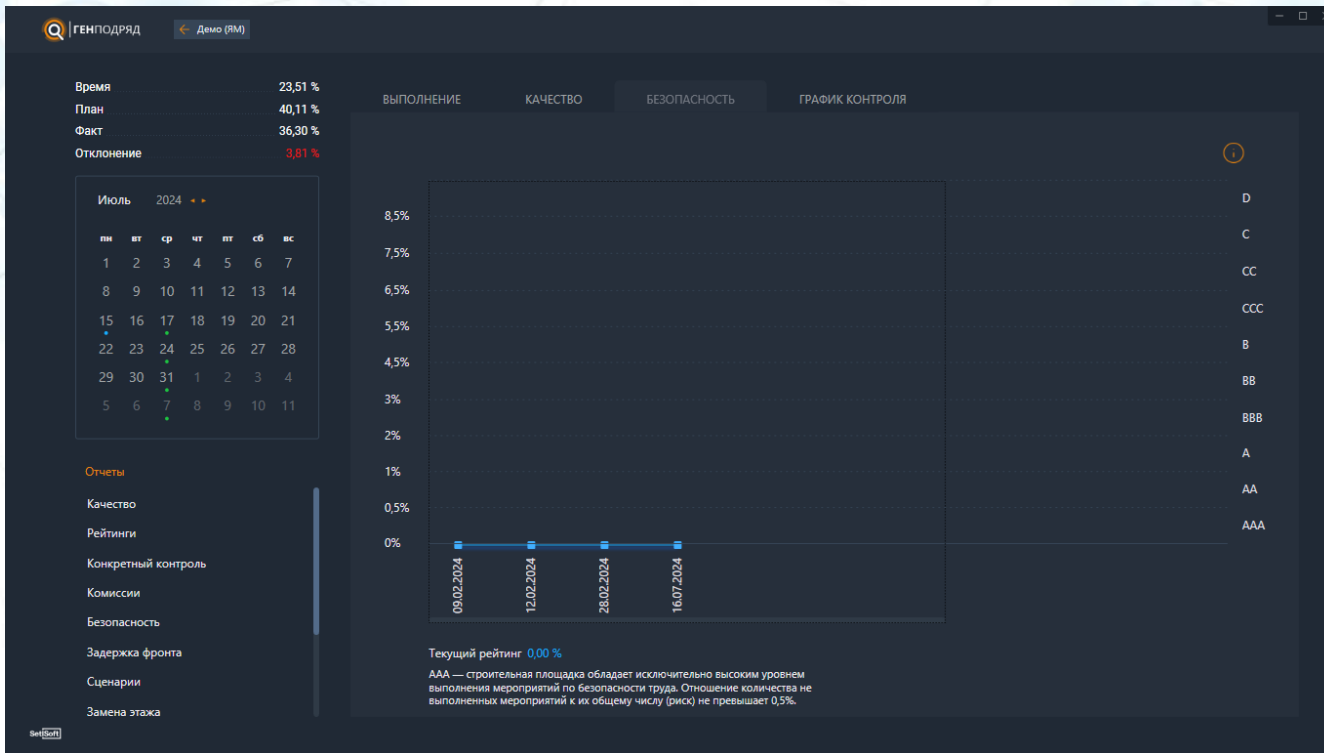 ГЕНПОДРЯД
Демо (ЯМ)
Время 23,51 %
План 40,11 %
Факт 36,30 %
Отклонение 3,81 %
Июль 2024
пн вт ср чт пт сб вс
1 2 3 4 5 6 7
8 9 10 11 12 13 14
15 16 17 18 19 20 21
22 23 24 25 26 27 28
29 30 31 1 2 3 4
5 6 7 8 9 10 11
Отчеты
Качество
Рейтинги
Конкретный контроль
Комиссии
Безопасность
Задержка фронта
Сценарии
Замена этажа
SetlSoft
ВЫПОЛНЕНИЕ КАЧЕСТВО БЕЗОПАСНОСТЬ ГРАФИК КОНТРОЛЯ
D
8,5%
C
7,5%
CC
6,5%
CCC
5,5%
B
4,5%
BB
3%
BBB
2%
A
1%
AA
0,5%
AAA
0%
09.02.2024
12.02.2024
28.02.2024
16.07.2024
Текущий рейтинг 0,00 %
ААА — строительная площадка обладает исключительно высоким уровнем
выполнения мероприятий по безопасности труда. Отношение количества не
выполненных мероприятий к их общему числу (риск) не превышает 0,5%.